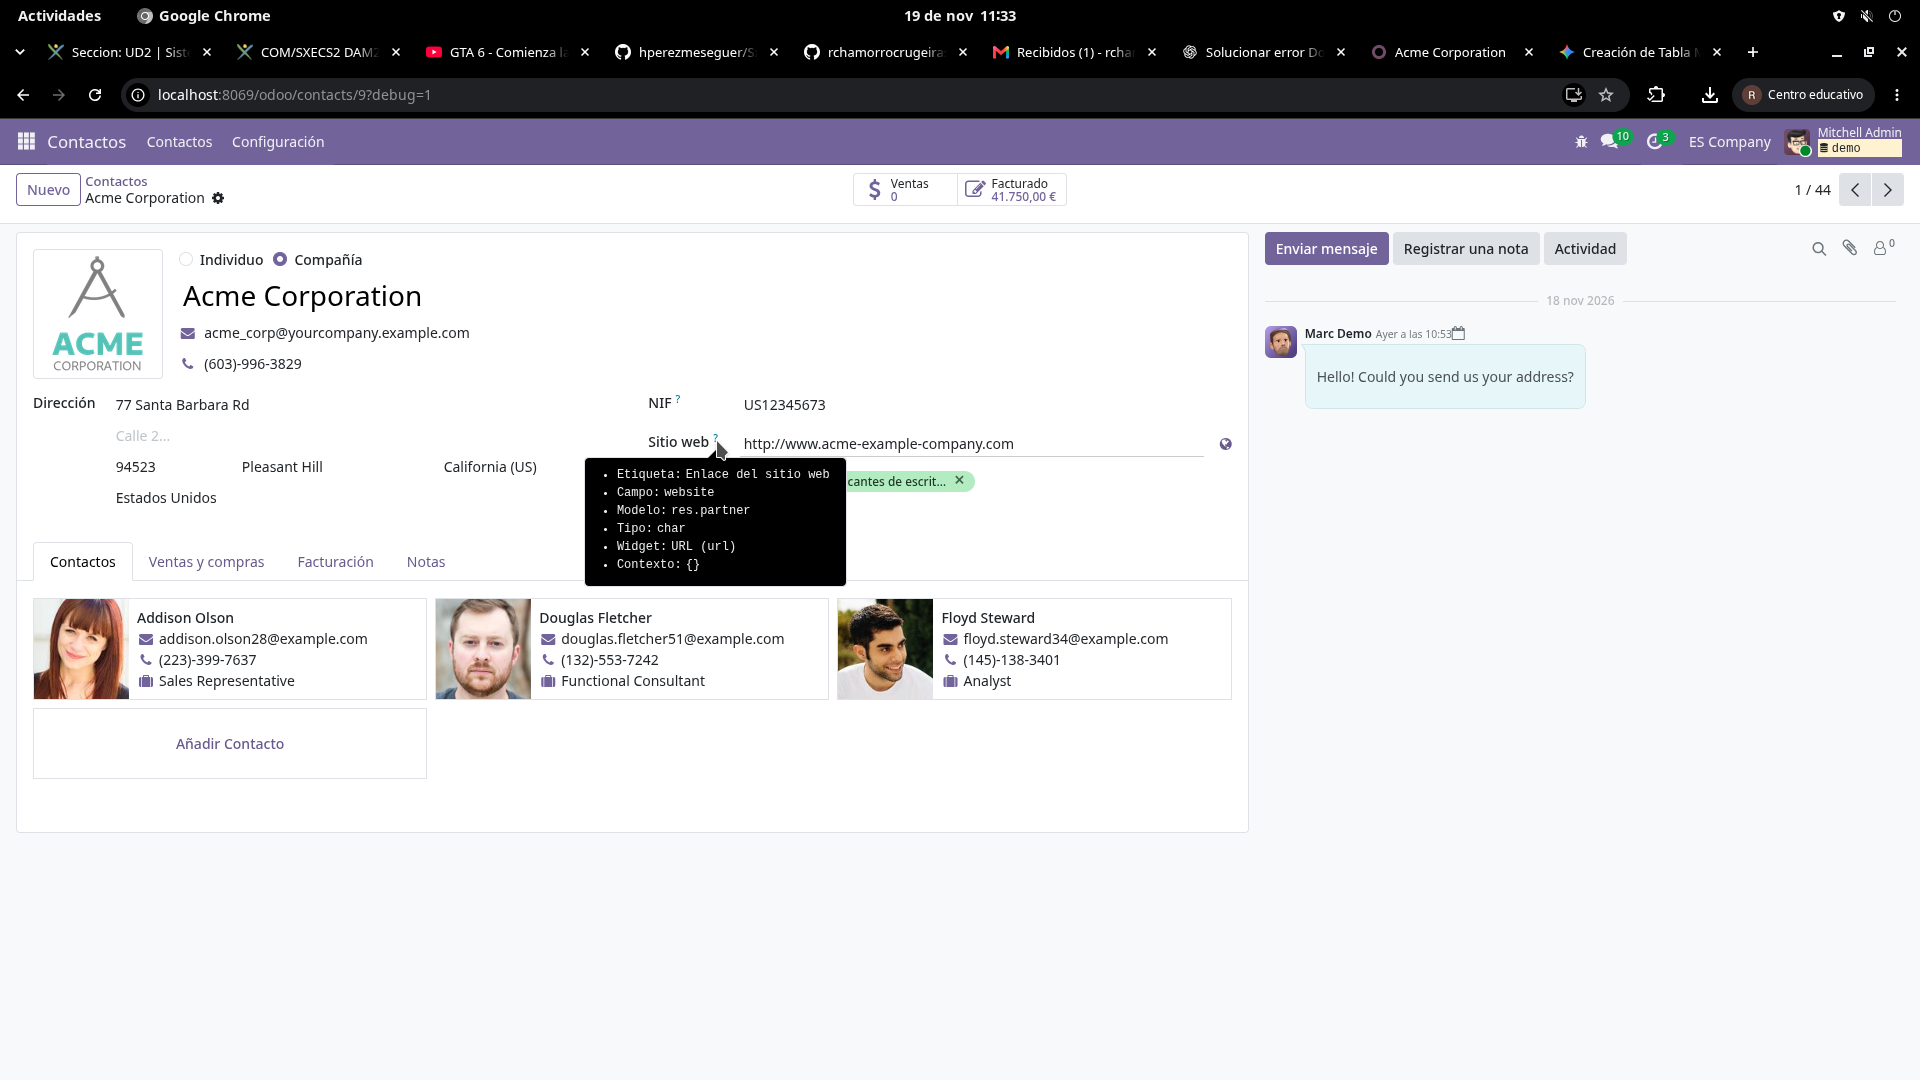 Actividades
Google Chrome
19 de nov 11:33
Seccion: UD2 | Sist
COM/SXECS2 DAM2
GTA 6 - Comienza la
hperezmeseguer/S
rchamorrocrugeira
Recibidos (1) - rcha
Solucionar error Do
Acme Corporation
Creación de Tabla M
localhost:8069/odoo/contacts/9?debug=1
R
Centro educativo
Contactos
Contactos
Configuración
10
3
ES Company
Mitchell Admin
demo
Nuevo
Contactos
Acme Corporation
Ventas
0
Facturado
41.750,00 €
1 / 44
ACME
CORPORATION
Individuo
Compañía
Acme Corporation
acme_corp@yourcompany.example.com
(603)-996-3829
Dirección
77 Santa Barbara Rd
Calle 2...
94523
Pleasant Hill
California (US)
Estados Unidos
NIF ?
US12345673
Sitio web ?
http://www.acme-example-company.com
cantes de escrit...
• Etiqueta: Enlace del sitio web
• Campo: website
• Modelo: res.partner
• Tipo: char
• Widget: URL (url)
• Contexto: {}
Contactos
Ventas y compras
Facturación
Notas
Addison Olson
addison.olson28@example.com
(223)-399-7637
Sales Representative
Douglas Fletcher
douglas.fletcher51@example.com
(132)-553-7242
Functional Consultant
Floyd Steward
floyd.steward34@example.com
(145)-138-3401
Analyst
Añadir Contacto
Enviar mensaje
Registrar una nota
Actividad
0
18 nov 2026
Marc Demo Ayer a las 10:53
Hello! Could you send us your address?